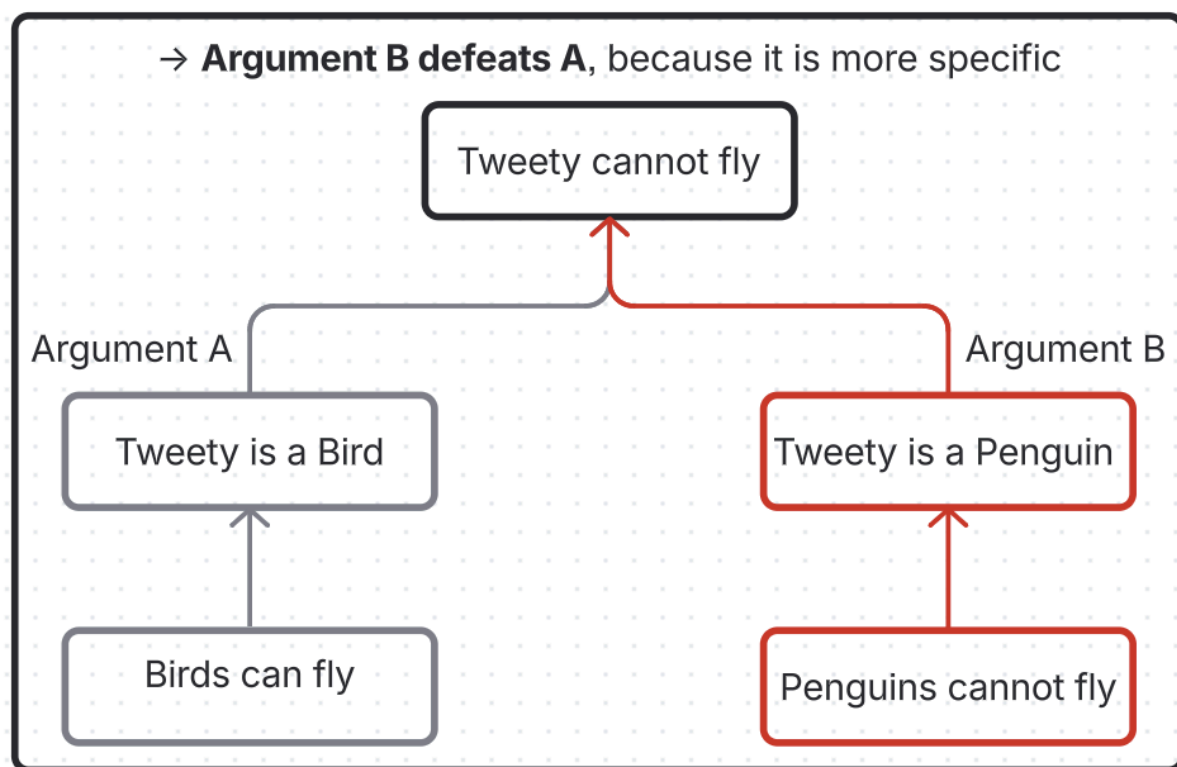 → Argument B defeats A, because it is more specific
Tweety cannot fly
Argument A
Argument B
Tweety is a Bird
Tweety is a Penguin
Birds can fly
Penguins cannot fly